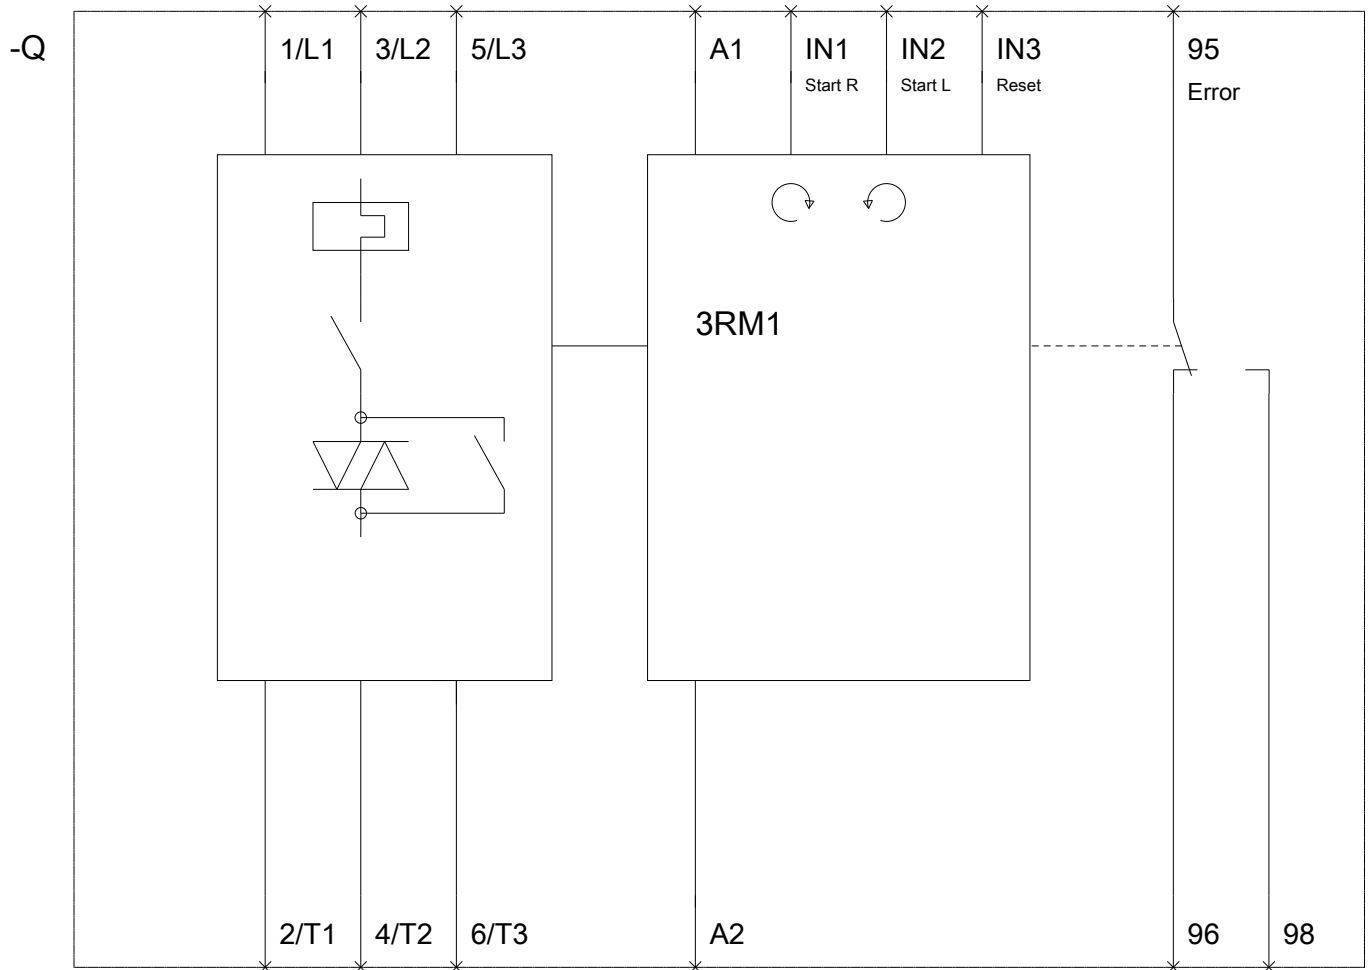 -Q
1/L1 3/L2 5/L3 A1 IN1 IN2 IN3 95
Start R Start L Reset Error
3RM1
2/T1 4/T2 6/T3 A2 96 98